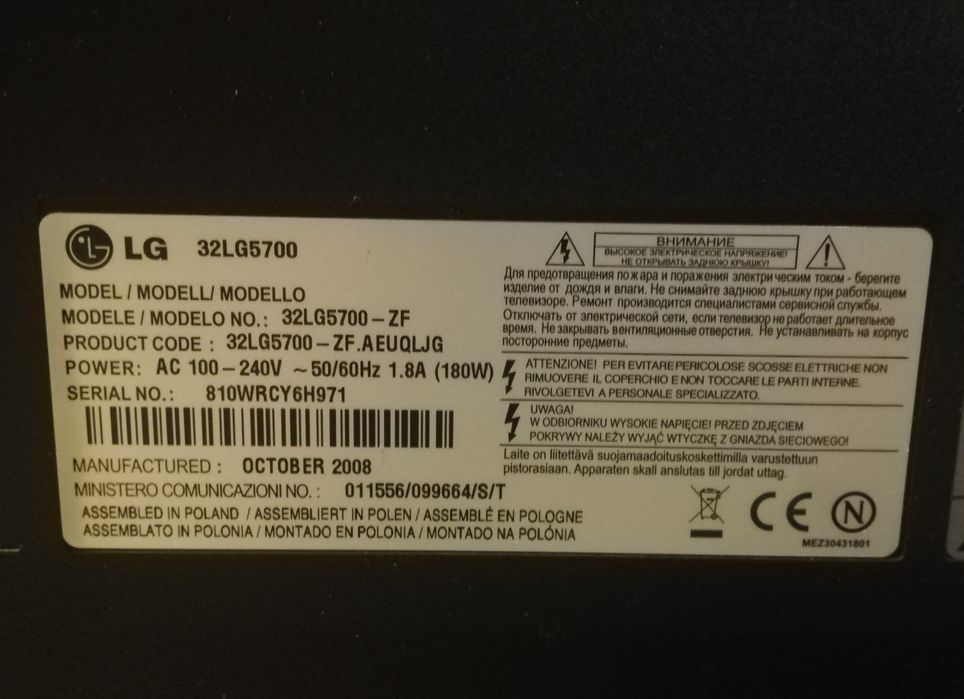 LG 32LG5700
MODEL / MODELL/ MODELLO
MODELE / MODELO NO.: 32LG5700-ZF
PRODUCT CODE : 32LG5700-ZF.AEUQLJG
POWER: AC 100-240V ~50/60Hz 1.8A (180W)
SERIAL NO.: 810WRCY6H971
MANUFACTURED : OCTOBER 2008
MINISTERO COMUNICAZIONI NO. : 011556/099664/S/T
ASSEMBLED IN POLAND / ASSEMBLIERT IN POLEN / ASSEMBLÉ EN POLOGNE
ASSEMBLATO IN POLONIA / MONTADO EN POLONIA / MONTADO NA POLÓNIA
ВНИМАНИЕ
ВЫСОКОЕ ЭЛЕКТРИЧЕСКОЕ НАПРЯЖЕНИЕ!
НЕ ОТКРЫВАТЬ ЗАДНЮЮ КРЫШКУ!
Для предотвращения пожара и поражения электрическим током - берегите
изделие от дождя и влаги. Не снимайте заднюю крышку при работающем
телевизоре. Ремонт производится специалистами сервисной службы.
Отключать от электрической сети, если телевизор не работает длительное
время. Не закрывать вентиляционные отверстия. Не устанавливать на корпус
посторонние предметы.
ATTENZIONE! PER EVITARE PERICOLOSE SCOSSE ELETTRICHE NON
RIMUOVERE IL COPERCHIO E NON TOCCARE LE PARTI INTERNE.
RIVOLGETEVI A PERSONALE SPECIALIZZATO.
UWAGA!
W ODBIORNIKU WYSOKIE NAPIĘCIE! PRZED ZDJĘCIEM
POKRYWY NALEŻY WYJĄĆ WTYCZKĘ Z GNIAZDA SIECIOWEGO!
Laite on liitettävä suojamaadoituskoskettimilla varustettuun
pistorasiaan. Apparaten skall anslutas till jordat uttag.
CE N
MEZ30431801